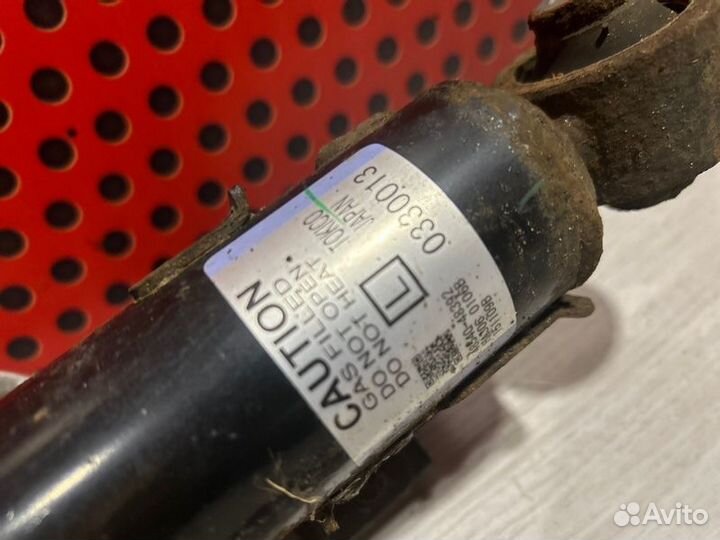 CAUTION
GAS FILLED
DO NOT OPEN.
DO NOT HEAT
TOKICO
JAPAN
L
0330013
Avito